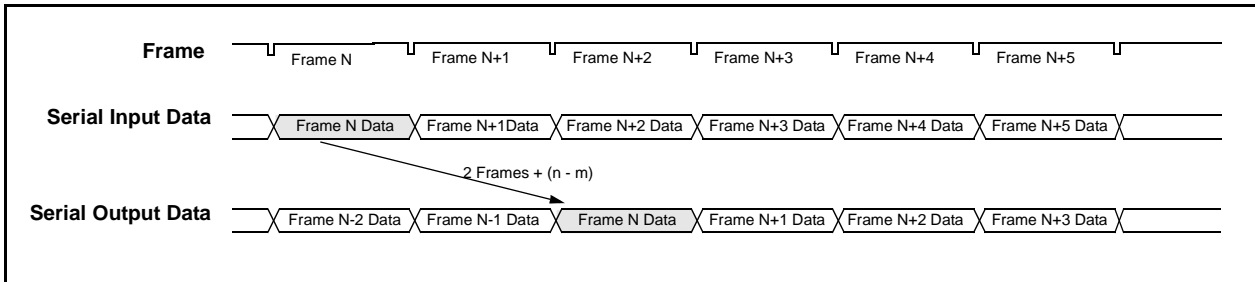 Frame
Frame N Frame N+1 Frame N+2 Frame N+3 Frame N+4 Frame N+5
Serial Input Data
Frame N Data Frame N+1Data Frame N+2 Data Frame N+3 Data Frame N+4 Data Frame N+5 Data
2 Frames + (n - m)
Serial Output Data
Frame N-2 Data Frame N-1 Data Frame N Data Frame N+1 Data Frame N+2 Data Frame N+3 Data